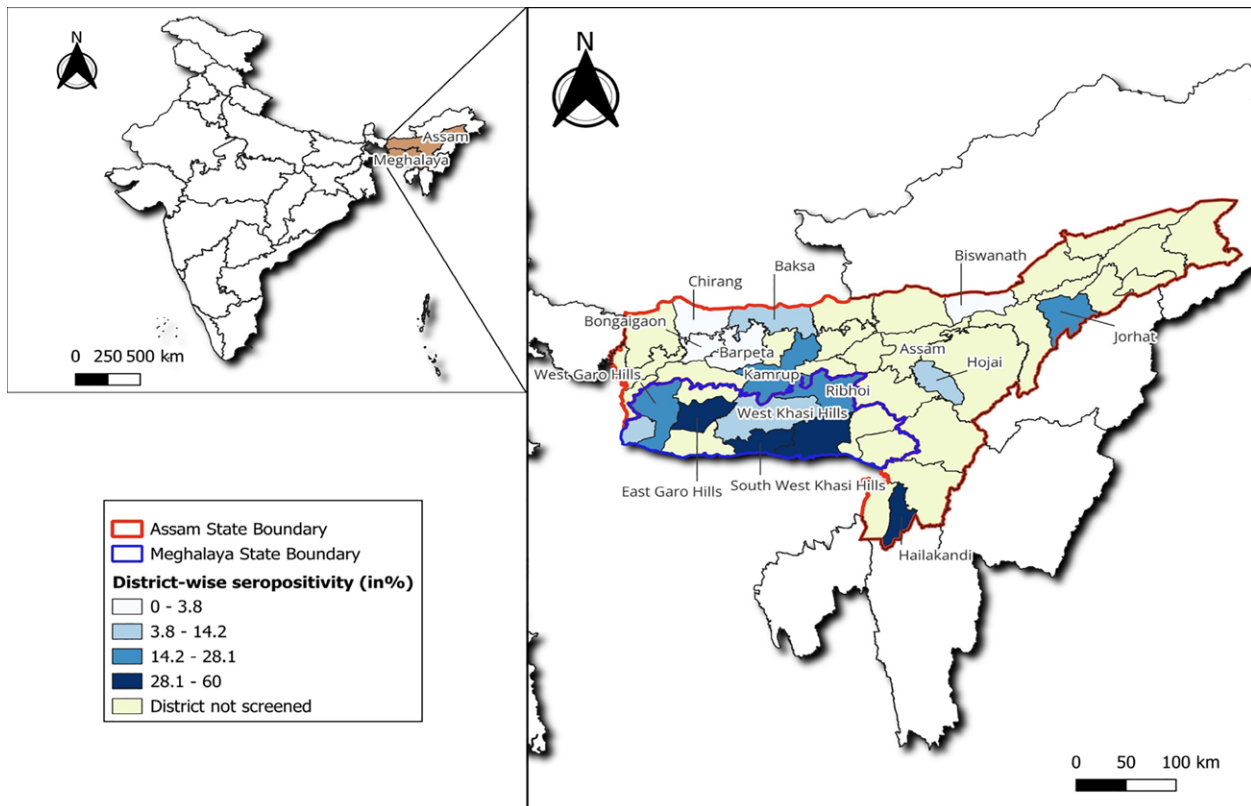 N
Assam
Meghalaya
0 250 500 km
Assam State Boundary
Meghalaya State Boundary
District-wise seropositivity (in%)
0 - 3.8
3.8 - 14.2
14.2 - 28.1
28.1 - 60
District not screened
N
Biswanath
Baksa
Chirang
Bongaigaon
Barpeta
Jorhat
Assam
Hojai
West Garo Hills
Kamrup
Ribhoi
West Khasi Hills
East Garo Hills
South West Khasi Hills
Hailakandi
0 50 100 km